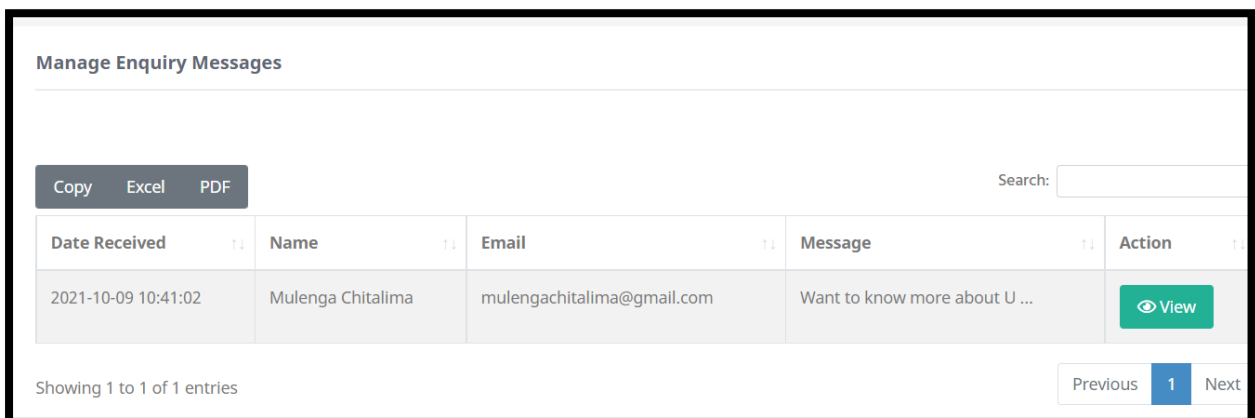 Manage Enquiry Messages
Copy Excel PDF
Search:
Date Received Name Email Message Action
2021-10-09 10:41:02 Mulenga Chitalima mulengachitalima@gmail.com Want to know more about U ... View
Showing 1 to 1 of 1 entries
Previous 1 Next